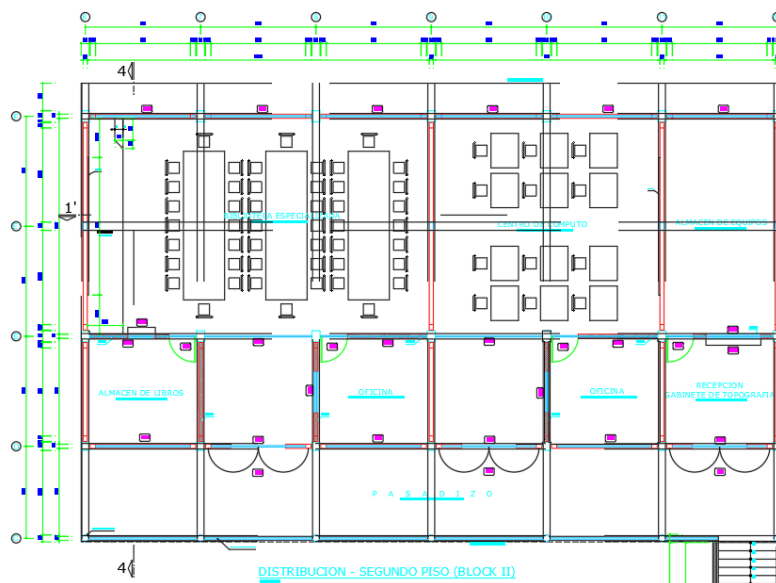 4
1'
BIBLIOTECA ESPECIALIZADA
CENTRO DE COMPUTO
ALMACEN DE EQUIPOS
ALMACEN DE LIBROS
OFICINA
OFICINA
RECEPCION
GABINETE DE TOPOGRAFIA
P A S A D I Z O
4
DISTRIBUCION - SEGUNDO PISO (BLOCK II)